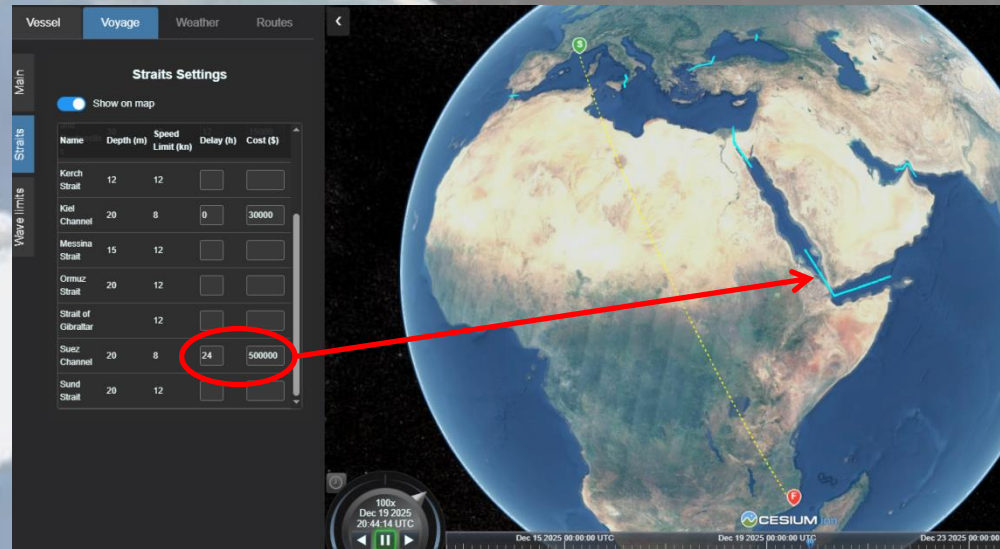 Vessel Voyage Weather Routes
Main
Straits
Wave limits
Straits Settings
Show on map
Name Depth (m) Speed Limit (kn) Delay (h) Cost ($)
Kerch Strait 12 12
Kiel Channel 20 8 0 30000
Messina Strait 15 12
Ormuz Strait 20 12
Strait of Gibraltar 12
Suez Channel 20 8 24 500000
Sund Strait 20 12
S
F
CESIUM
100x
Dec 19 2025
20:44:14 UTC
Dec 15 2025 00:00:00 UTC Dec 19 2025 00:00:00 UTC Dec 23 2025 00:00:00